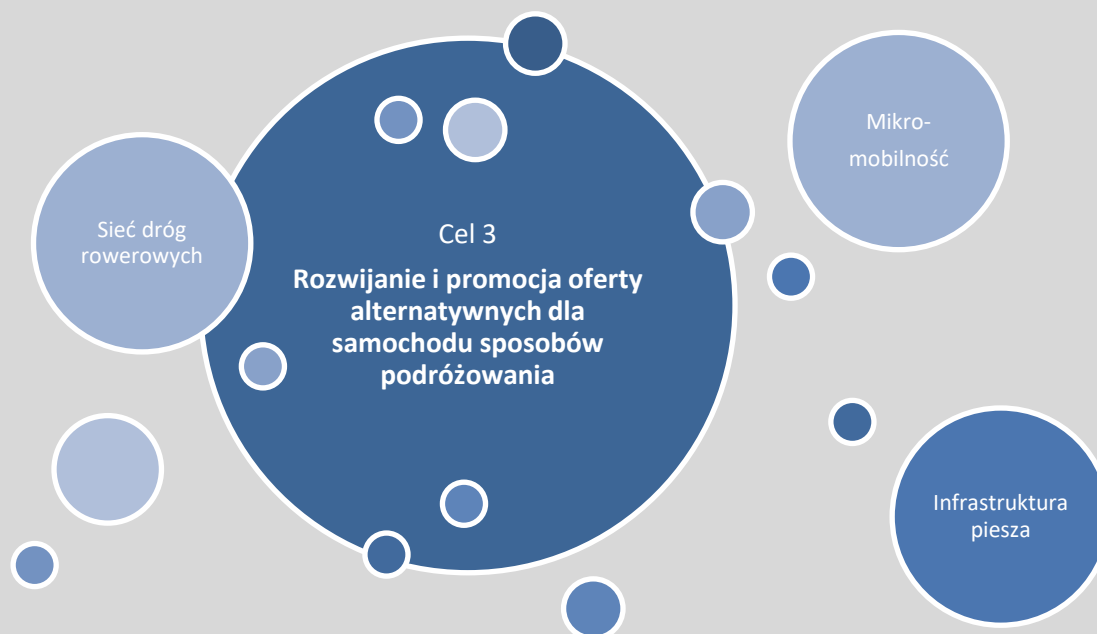 Mikro-
mobilność
Sieć dróg
rowerowych
Cel 3
Rozwijanie i promocja oferty
alternatywnych dla
samochodu sposobów
podróżowania
Infrastruktura
piesza